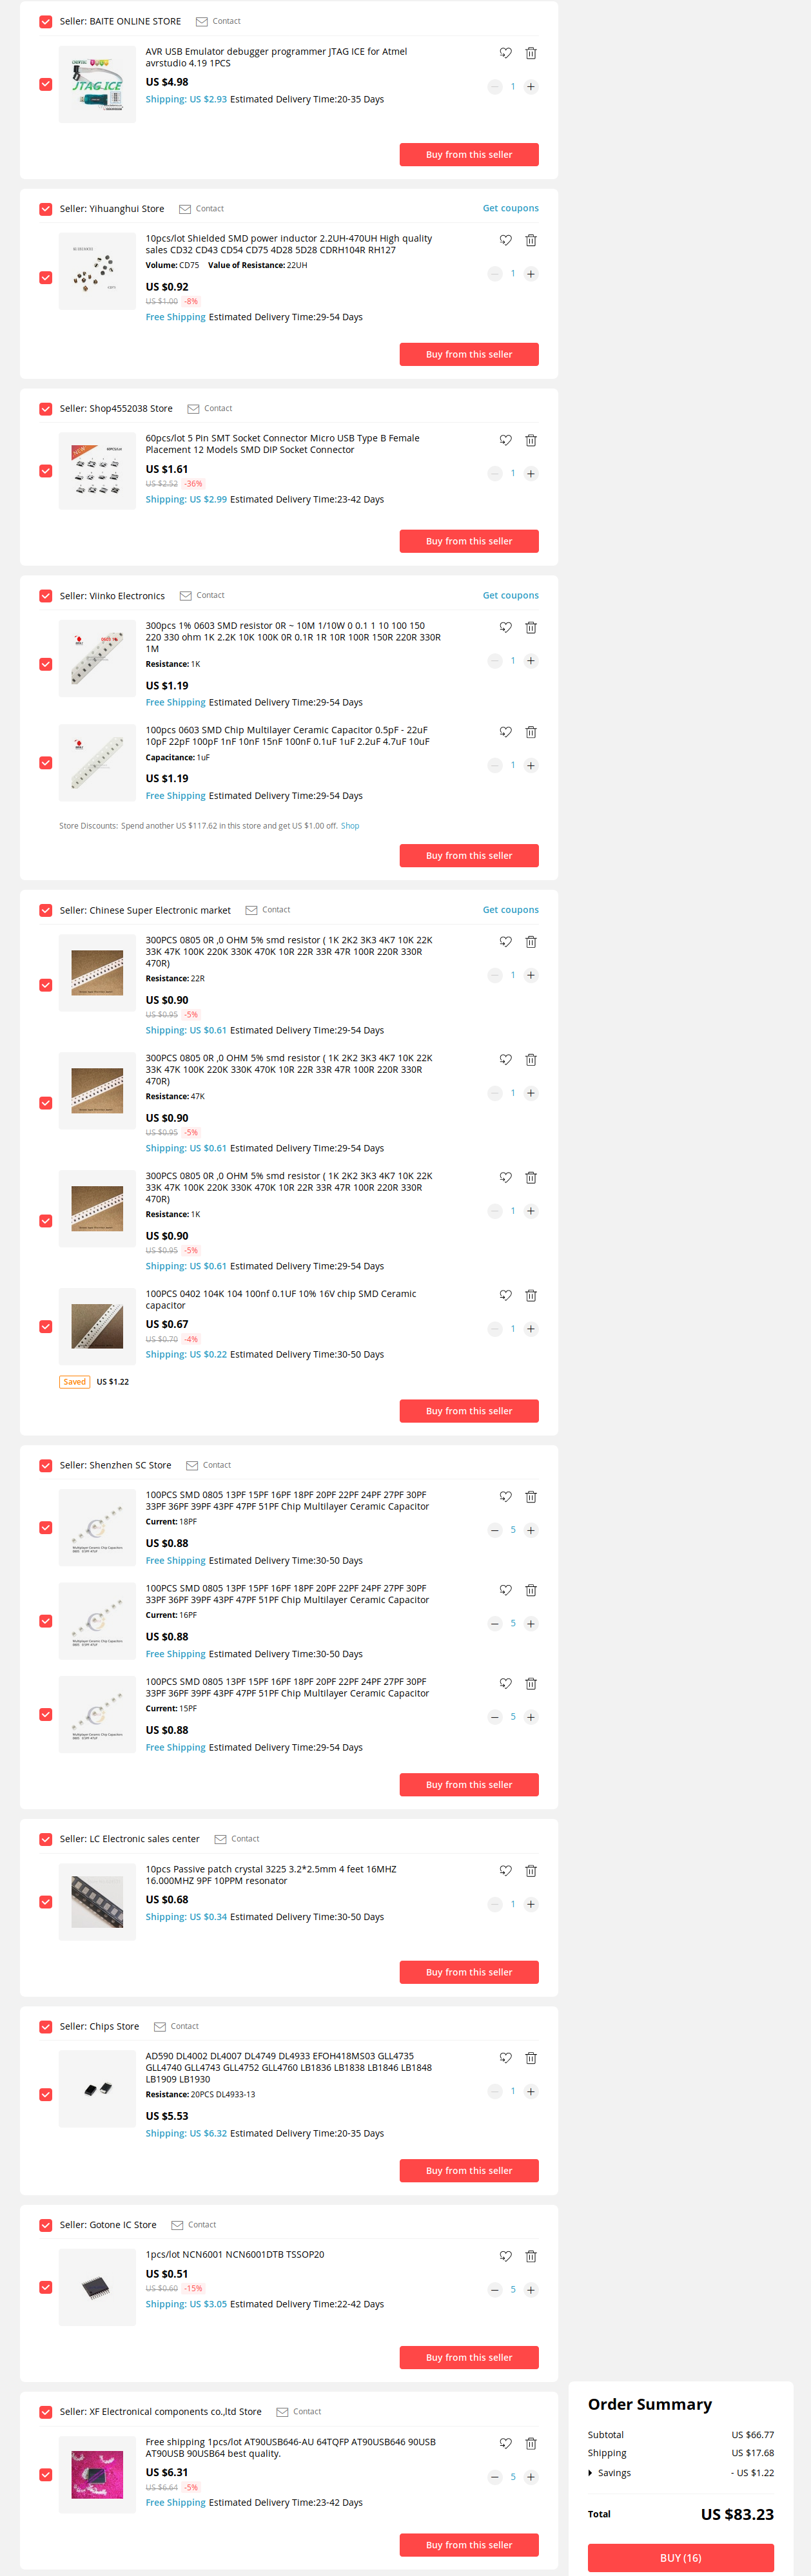 Seller: BAITE ONLINE STORE Contact
AVR USB Emulator debugger programmer JTAG ICE for Atmel
avrstudio 4.19 1PCS
US $4.98
1
Shipping: US $2.93 Estimated Delivery Time:20-35 Days
JTAG ICE
Buy from this seller
Seller: Yihuanghui Store Contact Get coupons
10pcs/lot Shielded SMD power inductor 2.2UH-470UH High quality
sales CD32 CD43 CD54 CD75 4D28 5D28 CDRH104R RH127
Volume: CD75 Value of Resistance: 22UH
1
US $0.92
US $1.00 -8%
Free Shipping Estimated Delivery Time:29-54 Days
Buy from this seller
Seller: Shop4552038 Store Contact
60pcs/lot 5 Pin SMT Socket Connector Micro USB Type B Female
Placement 12 Models SMD DIP Socket Connector
US $1.61
1
US $2.52 -36%
Shipping: US $2.99 Estimated Delivery Time:23-42 Days
Buy from this seller
Seller: Viinko Electronics Contact Get coupons
300pcs 1% 0603 SMD resistor 0R ~ 10M 1/10W 0 0.1 1 10 100 150
220 330 ohm 1K 2.2K 10K 100K 0R 0.1R 1R 10R 100R 150R 220R 330R
1M
Resistance: 1K
1
US $1.19
Free Shipping Estimated Delivery Time:29-54 Days
100pcs 0603 SMD Chip Multilayer Ceramic Capacitor 0.5pF - 22uF
10pF 22pF 100pF 1nF 10nF 15nF 100nF 0.1uF 1uF 2.2uF 4.7uF 10uF
Capacitance: 1uF
1
US $1.19
Free Shipping Estimated Delivery Time:29-54 Days
Store Discounts: Spend another US $117.62 in this store and get US $1.00 off. Shop
Buy from this seller
Seller: Chinese Super Electronic market Contact Get coupons
300PCS 0805 0R ,0 OHM 5% smd resistor ( 1K 2K2 3K3 4K7 10K 22K
33K 47K 100K 220K 330K 470K 10R 22R 33R 47R 100R 220R 330R
470R)
Resistance: 22R
1
US $0.90
US $0.95 -5%
Shipping: US $0.61 Estimated Delivery Time:29-54 Days
300PCS 0805 0R ,0 OHM 5% smd resistor ( 1K 2K2 3K3 4K7 10K 22K
33K 47K 100K 220K 330K 470K 10R 22R 33R 47R 100R 220R 330R
470R)
Resistance: 47K
1
US $0.90
US $0.95 -5%
Shipping: US $0.61 Estimated Delivery Time:29-54 Days
300PCS 0805 0R ,0 OHM 5% smd resistor ( 1K 2K2 3K3 4K7 10K 22K
33K 47K 100K 220K 330K 470K 10R 22R 33R 47R 100R 220R 330R
470R)
Resistance: 1K
1
US $0.90
US $0.95 -5%
Shipping: US $0.61 Estimated Delivery Time:29-54 Days
100PCS 0402 104K 104 100nf 0.1UF 10% 16V chip SMD Ceramic
capacitor
US $0.67
1
US $0.70 -4%
Shipping: US $0.22 Estimated Delivery Time:30-50 Days
Saved US $1.22
Buy from this seller
Seller: Shenzhen SC Store Contact
100PCS SMD 0805 13PF 15PF 16PF 18PF 20PF 22PF 24PF 27PF 30PF
33PF 36PF 39PF 43PF 47PF 51PF Chip Multilayer Ceramic Capacitor
Current: 18PF
5
US $0.88
Free Shipping Estimated Delivery Time:30-50 Days
100PCS SMD 0805 13PF 15PF 16PF 18PF 20PF 22PF 24PF 27PF 30PF
33PF 36PF 39PF 43PF 47PF 51PF Chip Multilayer Ceramic Capacitor
Current: 16PF
5
US $0.88
Free Shipping Estimated Delivery Time:30-50 Days
100PCS SMD 0805 13PF 15PF 16PF 18PF 20PF 22PF 24PF 27PF 30PF
33PF 36PF 39PF 43PF 47PF 51PF Chip Multilayer Ceramic Capacitor
Current: 15PF
5
US $0.88
Free Shipping Estimated Delivery Time:29-54 Days
Buy from this seller
Seller: LC Electronic sales center Contact
10pcs Passive patch crystal 3225 3.2*2.5mm 4 feet 16MHZ
16.000MHZ 9PF 10PPM resonator
US $0.68
1
Shipping: US $0.34 Estimated Delivery Time:30-50 Days
Buy from this seller
Seller: Chips Store Contact
AD590 DL4002 DL4007 DL4749 DL4933 EFOH418MS03 GLL4735
GLL4740 GLL4743 GLL4752 GLL4760 LB1836 LB1838 LB1846 LB1848
LB1909 LB1930
Resistance: 20PCS DL4933-13
1
US $5.53
Shipping: US $6.32 Estimated Delivery Time:20-35 Days
Buy from this seller
Seller: Gotone IC Store Contact
1pcs/lot NCN6001 NCN6001DTB TSSOP20
US $0.51
5
US $0.60 -15%
Shipping: US $3.05 Estimated Delivery Time:22-42 Days
Buy from this seller
Seller: XF Electronical components co.,ltd Store Contact
Free shipping 1pcs/lot AT90USB646-AU 64TQFP AT90USB646 90USB
AT90USB 90USB64 best quality.
US $6.31
5
US $6.64 -5%
Free Shipping Estimated Delivery Time:23-42 Days
Buy from this seller
Order Summary
Subtotal US $66.77
Shipping US $17.68
Savings - US $1.22
Total US $83.23
BUY (16)